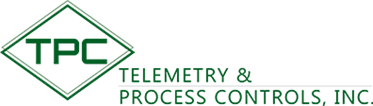 TPC
TELEMETRY &
PROCESS CONTROLS, INC.